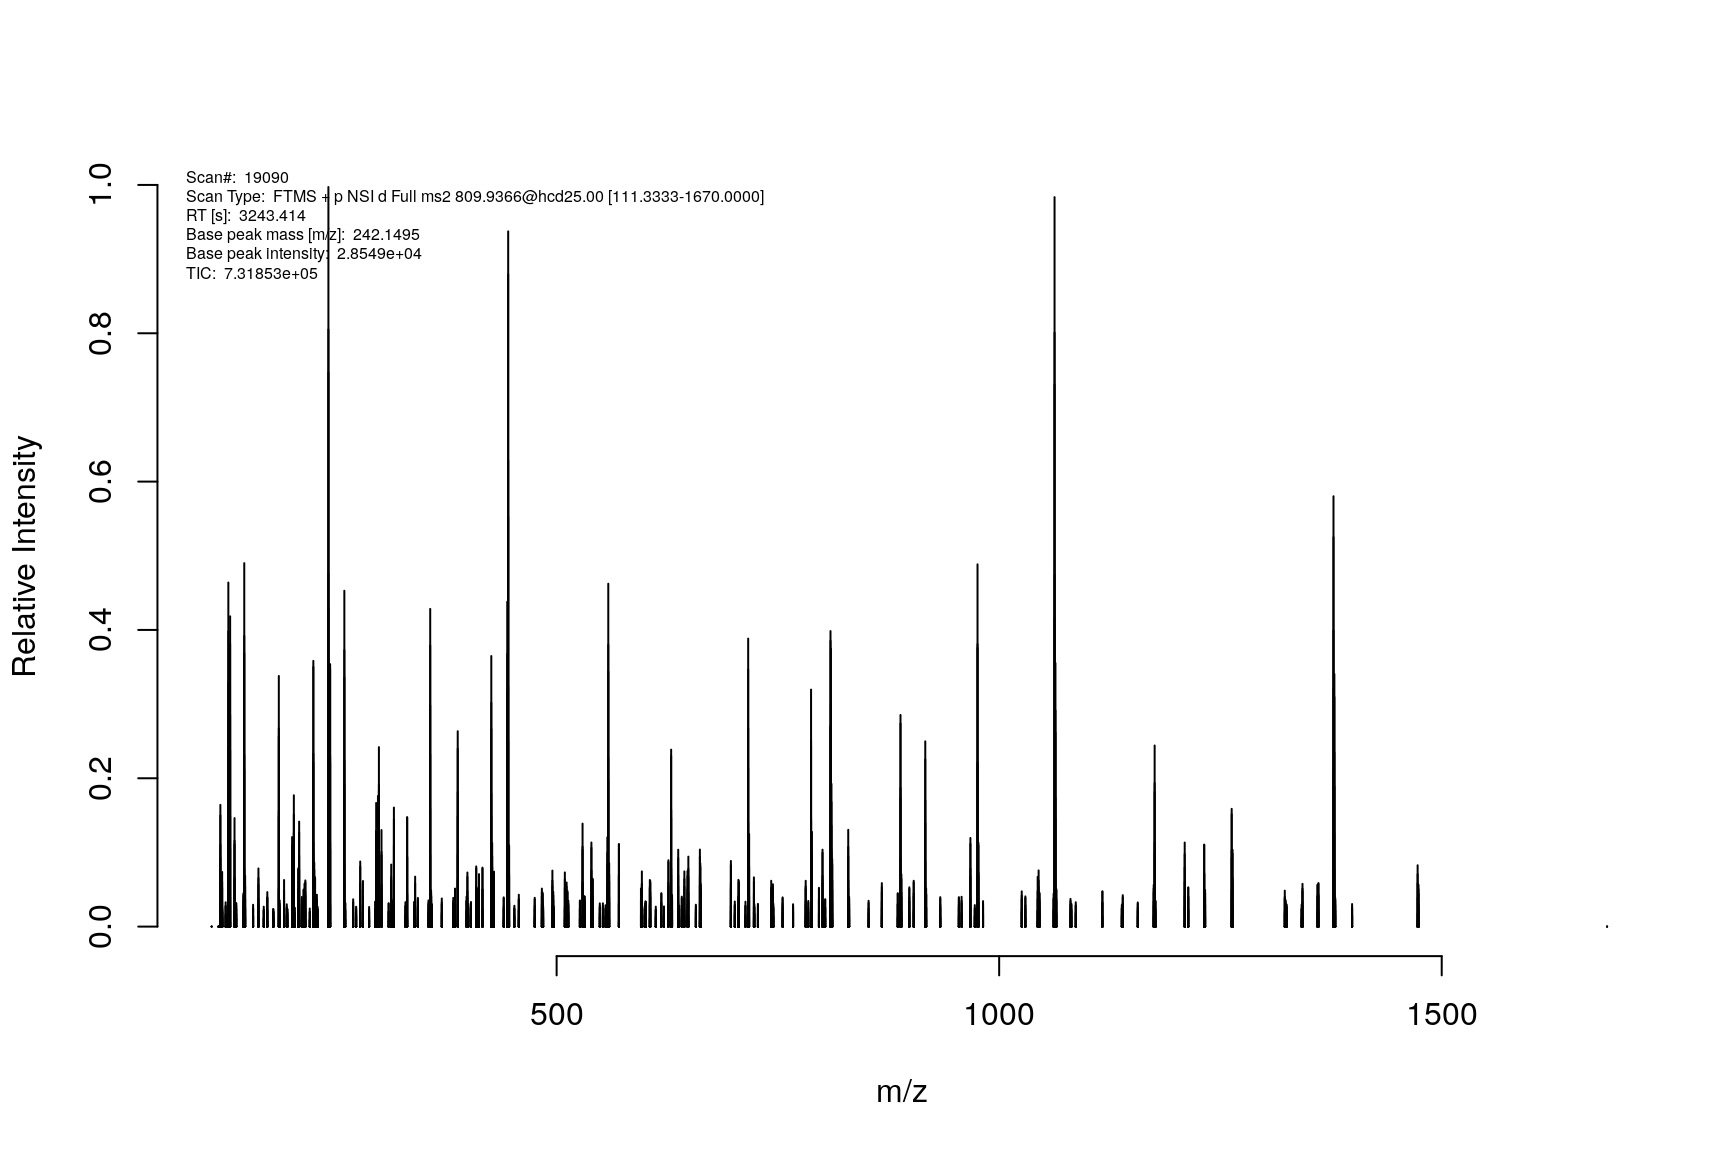 Scan#: 19090
Scan Type: FTMS + p NSI d Full ms2 809.9366@hcd25.00 [111.3333-1670.0000]
RT [s]: 3243.414
Base peak mass [m/z]: 242.1495
Base peak intensity: 2.8549e+04
TIC: 7.31853e+05
1.0
0.8
0.6
0.4
0.2
0.0
Relative Intensity
500 1000 1500
m/z